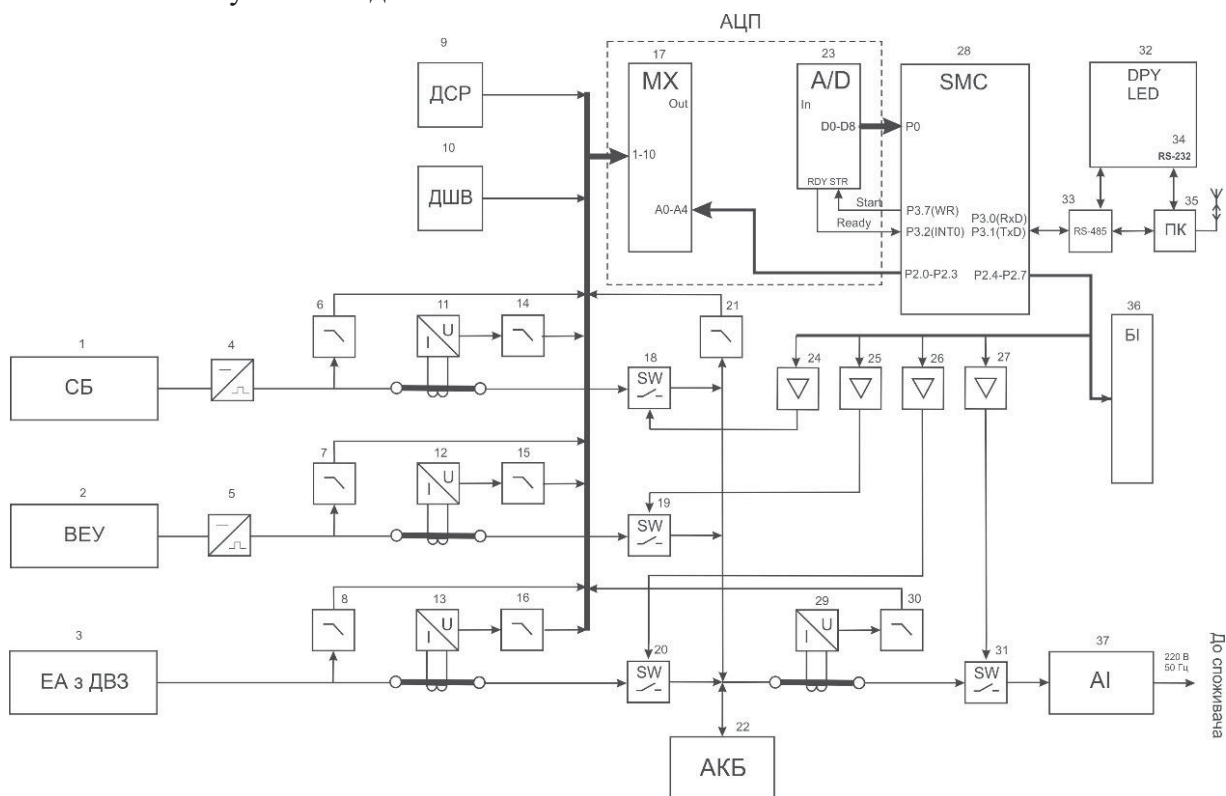 АЦП
9
ДСР
10
ДШВ
17
MX
Out
1-10
A0-A4
23
A/D
In
D0-D8
RDY STR
Start
Ready
28
SMC
P0
P3.7(WR)
P3.2(INT0)
P3.0(RxD)
P3.1(TxD)
P2.0-P2.3
P2.4-P2.7
32
DPY
LED
34
RS-232
33
RS-485
35
ПК
36
БІ
1
СБ
4
6
11
I U
14
21
18
SW
24
25
26
27
2
ВЕУ
5
7
12
I U
15
19
SW
3
ЕА з ДВЗ
8
13
I U
16
20
SW
29
I U
30
31
SW
37
АІ
220 В
50 Гц
До споживача
22
АКБ